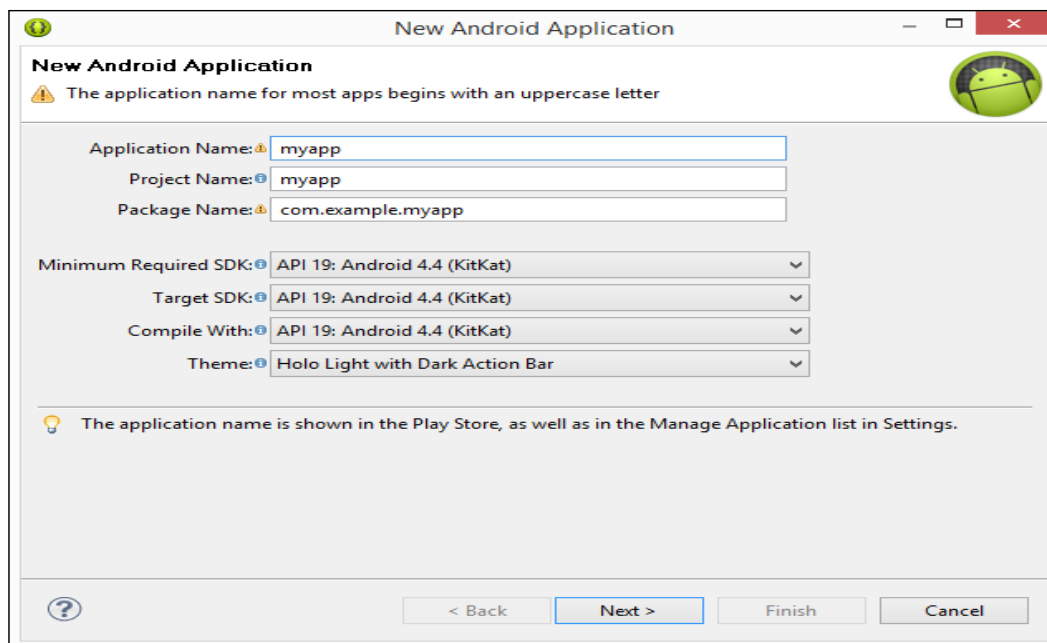 New Android Application
New Android Application
The application name for most apps begins with an uppercase letter
Application Name: myapp
Project Name: myapp
Package Name: com.example.myapp
Minimum Required SDK: API 19: Android 4.4 (KitKat)
Target SDK: API 19: Android 4.4 (KitKat)
Compile With: API 19: Android 4.4 (KitKat)
Theme: Holo Light with Dark Action Bar
The application name is shown in the Play Store, as well as in the Manage Application list in Settings.
< Back Next > Finish Cancel